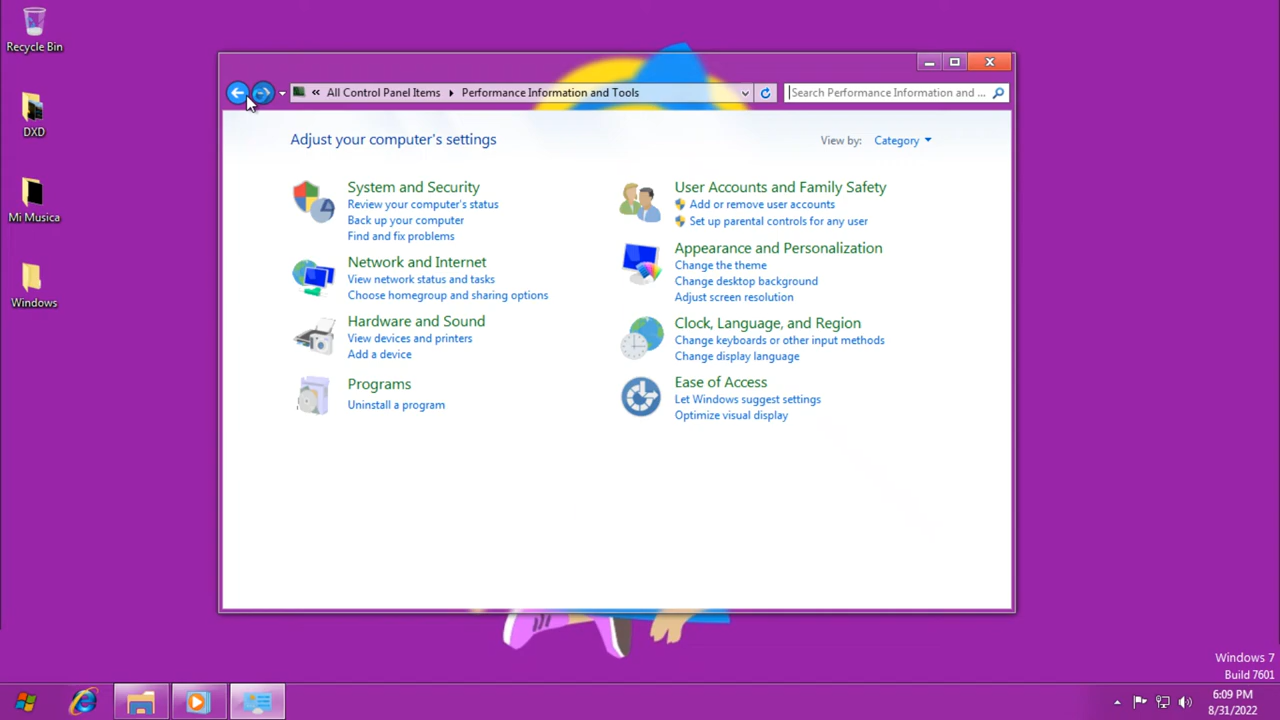 Recycle Bin
DXD
Mi Musica
Windows
« All Control Panel Items Performance Information and Tools
Search Performance Information and ...
Adjust your computer's settings
View by: Category
System and Security
Review your computer's status
Back up your computer
Find and fix problems
Network and Internet
View network status and tasks
Choose homegroup and sharing options
Hardware and Sound
View devices and printers
Add a device
Programs
Uninstall a program
User Accounts and Family Safety
Add or remove user accounts
Set up parental controls for any user
Appearance and Personalization
Change the theme
Change desktop background
Adjust screen resolution
Clock, Language, and Region
Change keyboards or other input methods
Change display language
Ease of Access
Let Windows suggest settings
Optimize visual display
Windows 7
Build 7601
6:09 PM
8/31/2022